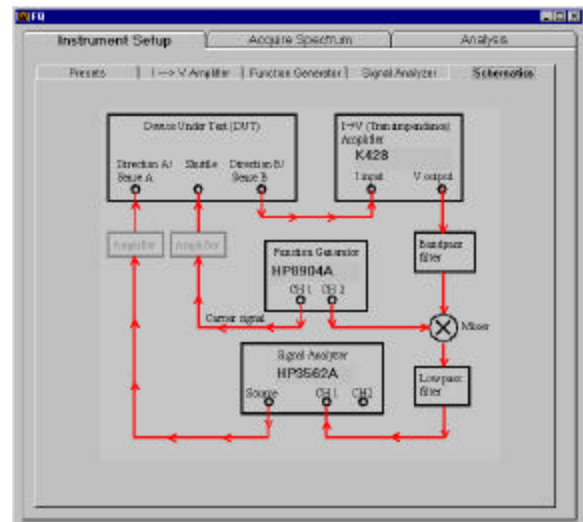 FQ
Instrument Setup
Acquire Spectrum
Analysis
Presets
I --> V Amplifier
Function Generator
Signal Analyzer
Schematics
Device Under Test (DUT)
Direction A/
Sense A
Shuttle
Direction B/
Sense B
I→V (Transimpedance)
Amplifier
K428
I input
V output
Amplifier
Amplifier
Function Generator
HP8904A
CH 1
CH 2
Bandpass
filter
Carrier signal
Mixer
Signal Analyzer
HP3562A
Source
CH1
CH2
Lowpass
filter